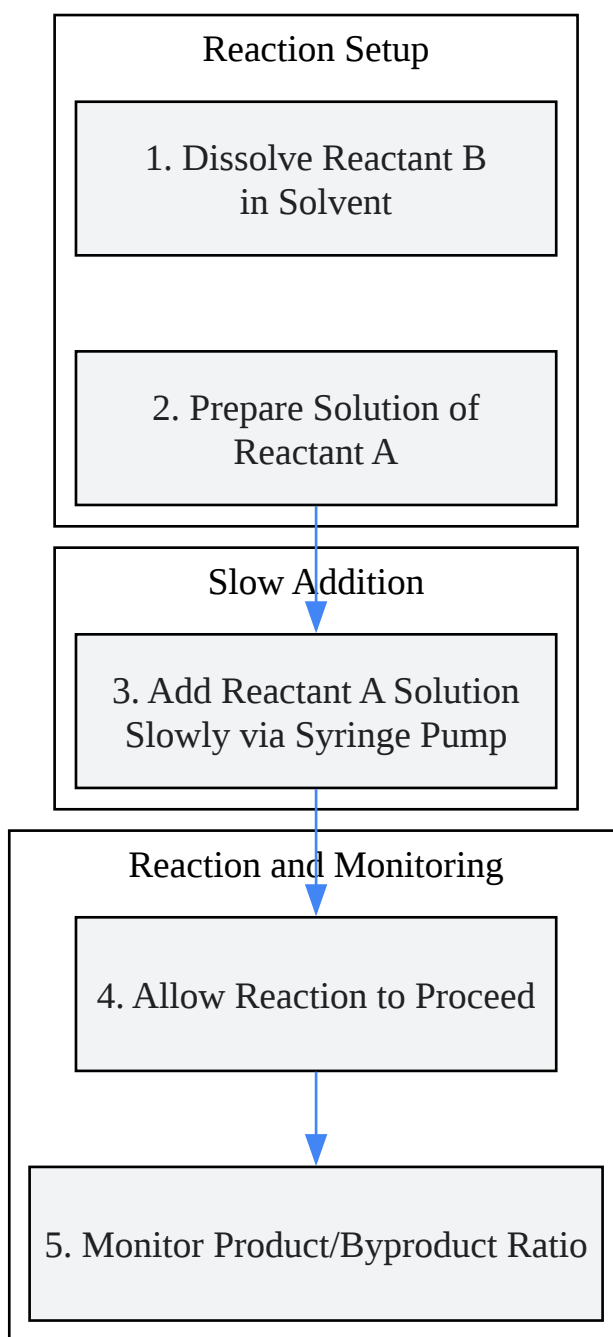 Reaction Setup
1. Dissolve Reactant B
in Solvent
2. Prepare Solution of
Reactant A
Slow Addition
3. Add Reactant A Solution
Slowly via Syringe Pump
Reaction and Monitoring
4. Allow Reaction to Proceed
5. Monitor Product/Byproduct Ratio